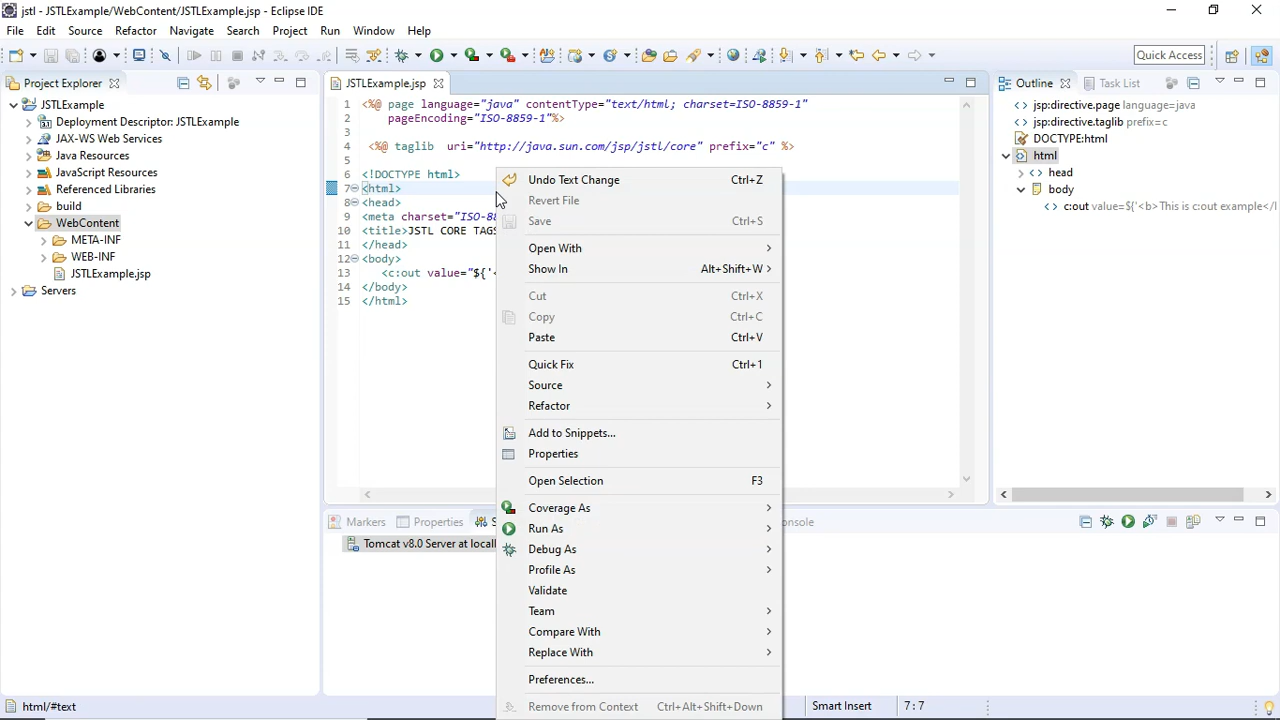 jstl - JSTLExample/WebContent/JSTLExample.jsp - Eclipse IDE
File Edit Source Refactor Navigate Search Project Run Window Help
Quick Access
Project Explorer
JSTLExample
Deployment Descriptor: JSTLExample
JAX-WS Web Services
Java Resources
JavaScript Resources
Referenced Libraries
build
WebContent
META-INF
WEB-INF
JSTLExample.jsp
Servers
JSTLExample.jsp
1 <%@ page language="java" contentType="text/html; charset=ISO-8859-1"
2 pageEncoding="ISO-8859-1"%>
3
4 <%@ taglib uri="http://java.sun.com/jsp/jstl/core" prefix="c" %>
5
6 <!DOCTYPE html>
7 <html>
8 <head>
9 <meta charset="ISO-8
10 <title>JSTL CORE TAGS
11 </head>
12 <body>
13 <c:out value="${'<
14 </body>
15 </html>
Undo Text Change Ctrl+Z
Revert File
Save Ctrl+S
Open With
Show In Alt+Shift+W
Cut Ctrl+X
Copy Ctrl+C
Paste Ctrl+V
Quick Fix Ctrl+1
Source
Refactor
Add to Snippets...
Properties
Open Selection F3
Coverage As
Run As
Debug As
Profile As
Validate
Team
Compare With
Replace With
Preferences...
Remove from Context Ctrl+Alt+Shift+Down
Outline Task List
jsp:directive.page language=java
jsp:directive.taglib prefix=c
DOCTYPE:html
html
head
body
c:out value=${'<b> This is c:out example</
Markers Properties S onsole
Tomcat v8.0 Server at locall
html/#text Smart Insert 7 : 7